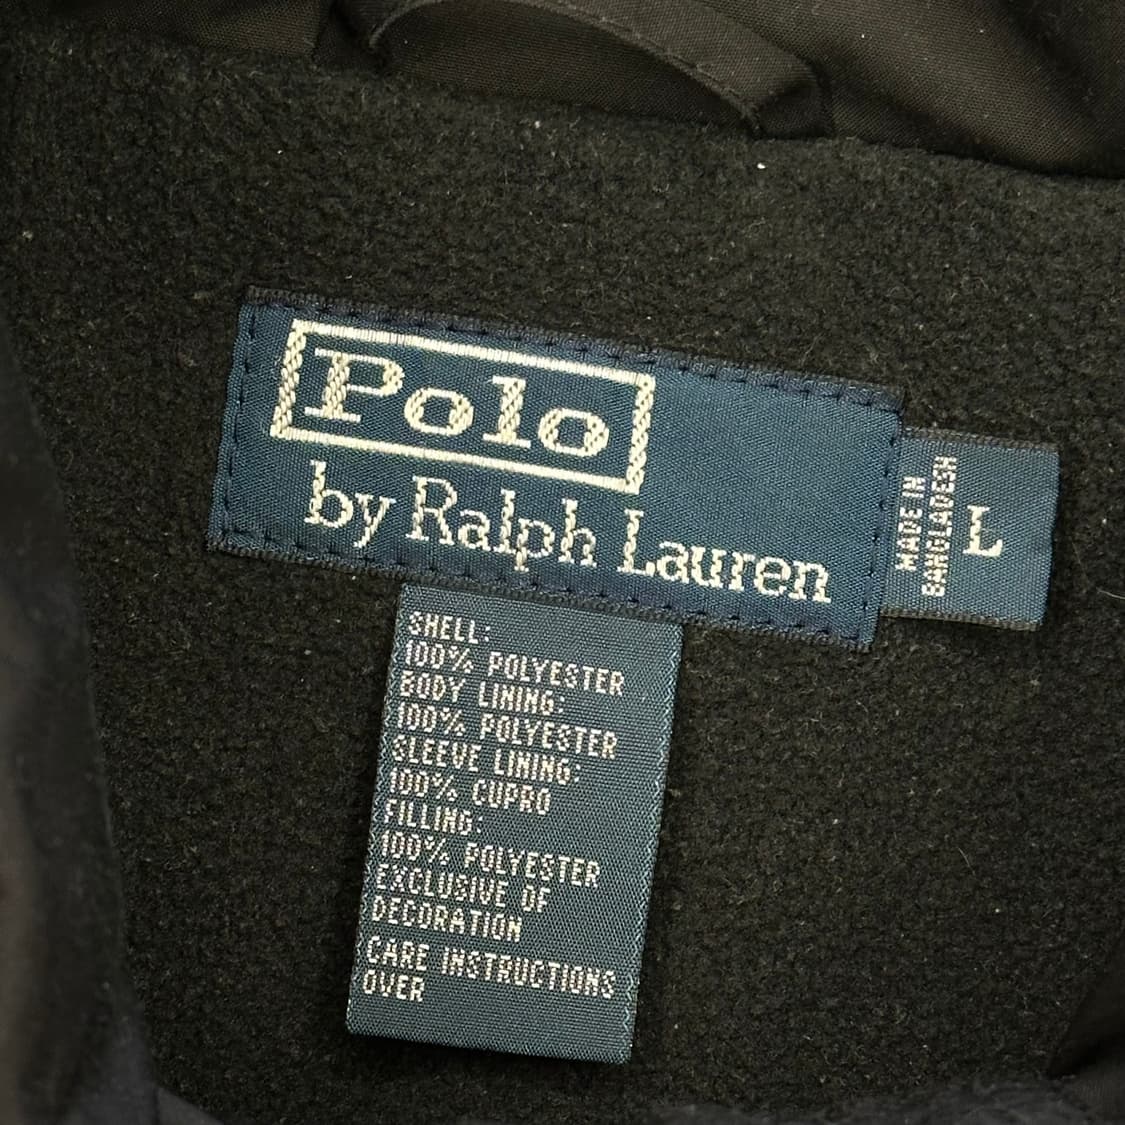 Polo
by Ralph Lauren
MADE IN
BANGLADESH
L
SHELL:
100% POLYESTER
BODY LINING:
100% POLYESTER
SLEEVE LINING:
100% CUPRO
FILLING:
100% POLYESTER
EXCLUSIVE OF
DECORATION
CARE INSTRUCTIONS
OVER